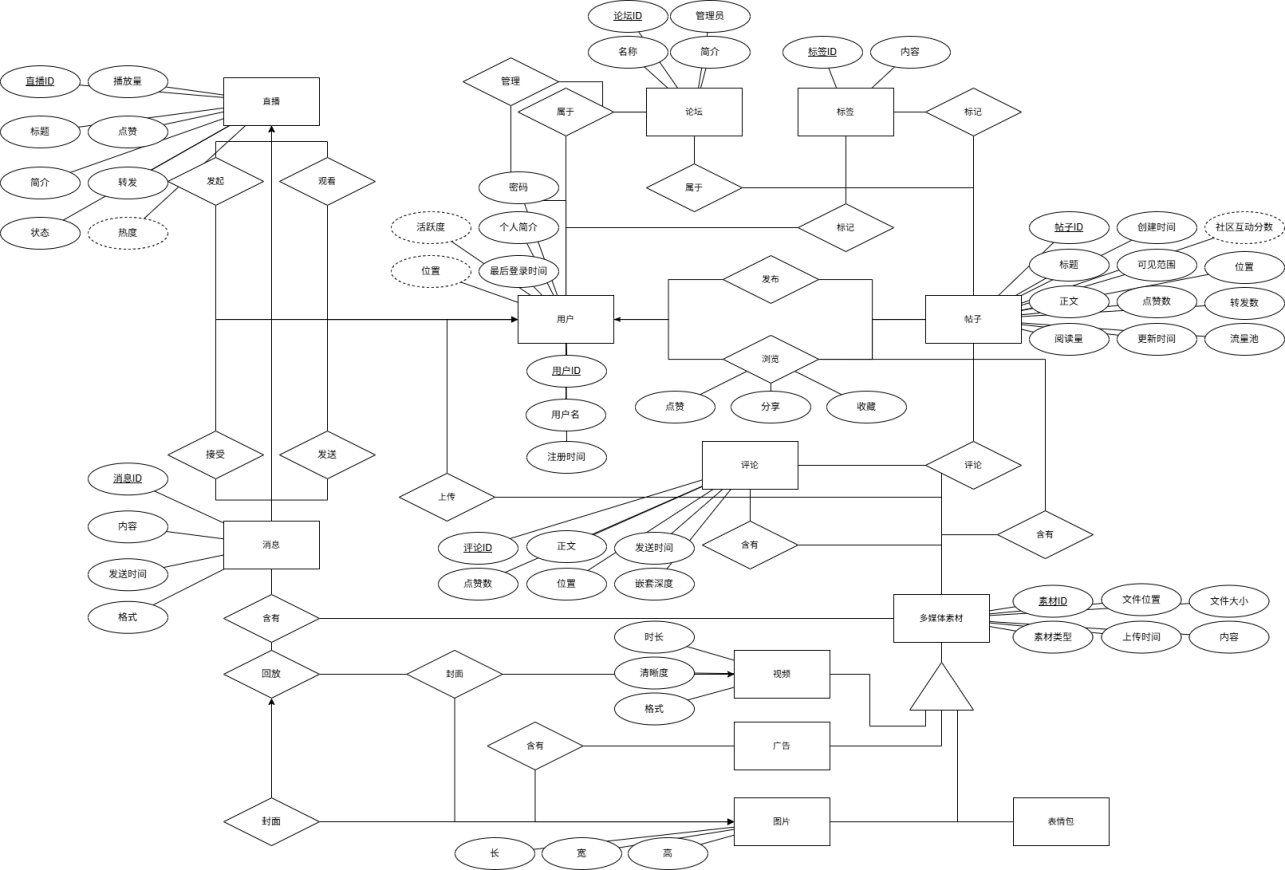 论坛ID
管理员
名称
简介
标签ID
内容
直播ID
播放量
直播
管理
属于
论坛
标签
标记
标题
点赞
简介
转发
发起
观看
密码
属于
状态
热度
活跃度
个人简介
标记
帖子ID
创建时间
社区互动分数
位置
最后登录时间
发布
标题
可见范围
位置
用户
帖子
正文
点赞数
转发数
阅读量
更新时间
流量池
用户ID
浏览
用户名
点赞
分享
收藏
注册时间
接受
发送
评论
评论
消息ID
上传
内容
消息
评论ID
正文
发送时间
含有
含有
发送时间
点赞数
位置
嵌套深度
格式
含有
多媒体素材
素材ID
文件位置
文件大小
素材类型
上传时间
内容
时长
回放
封面
清晰度
视频
格式
含有
广告
封面
图片
表情包
长
宽
高